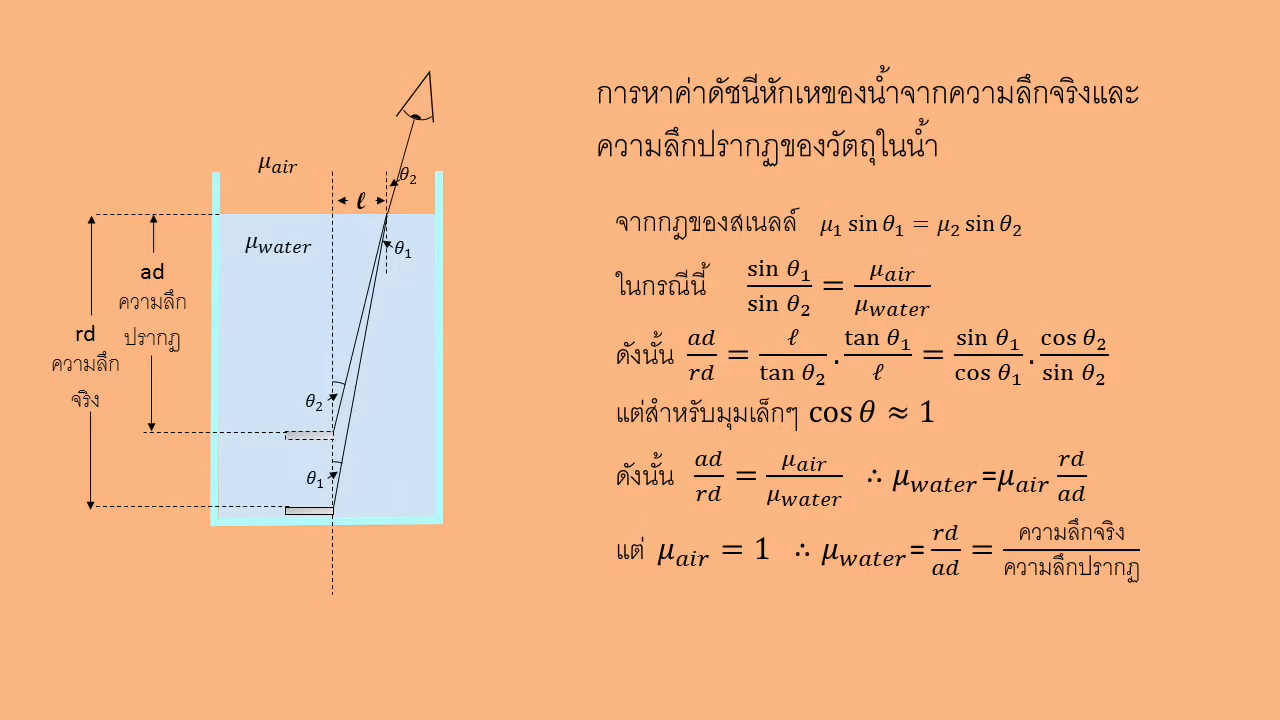 การหาค่าดัชนีหักเหของน้ำจากความลึกจริงและ
ความลึกปรากฏของวัตถุในน้ำ
μair
θ2
ℓ
μwater
θ1
ad
ความลึก
ปรากฏ
rd
ความลึก
จริง
θ2
θ1
จากกฎของสเนลล์ μ1 sin θ1 = μ2 sin θ2
ในกรณีนี้ sin θ1 / sin θ2 = μair / μwater
ดังนั้น ad / rd = ℓ / tan θ2 . tan θ1 / ℓ = sin θ1 / cos θ1 . cos θ2 / sin θ2
แต่สำหรับมุมเล็กๆ cos θ ≈ 1
ดังนั้น ad / rd = μair / μwater ∴ μwater =μair rd / ad
แต่ μair = 1 ∴ μwater = rd / ad = ความลึกจริง / ความลึกปรากฏ